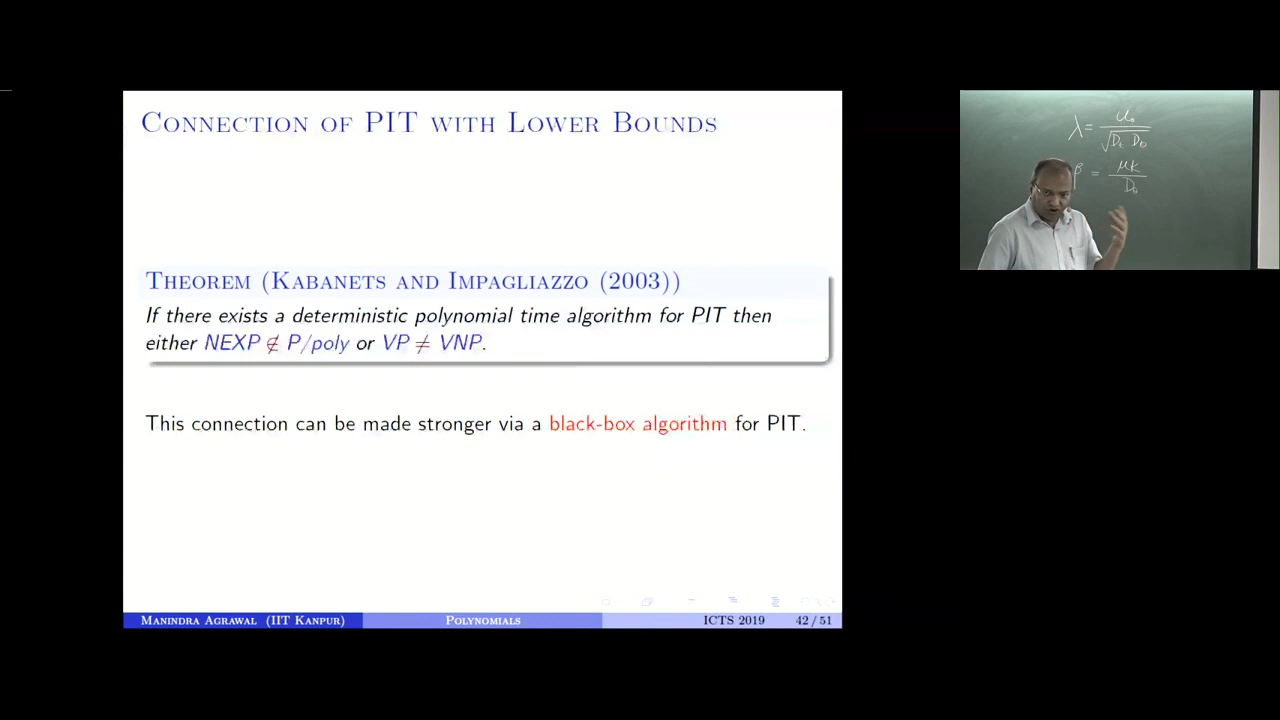 CONNECTION OF PIT WITH LOWER BOUNDS
THEOREM (KABANETS AND IMPAGLIAZZO (2003))
If there exists a deterministic polynomial time algorithm for PIT then
either NEXP ∉ P/poly or VP ≠ VNP.
This connection can be made stronger via a black-box algorithm for PIT.
MANINDRA AGRAWAL (IIT KANPUR) POLYNOMIALS ICTS 2019 42 / 51
λ =
β = μK